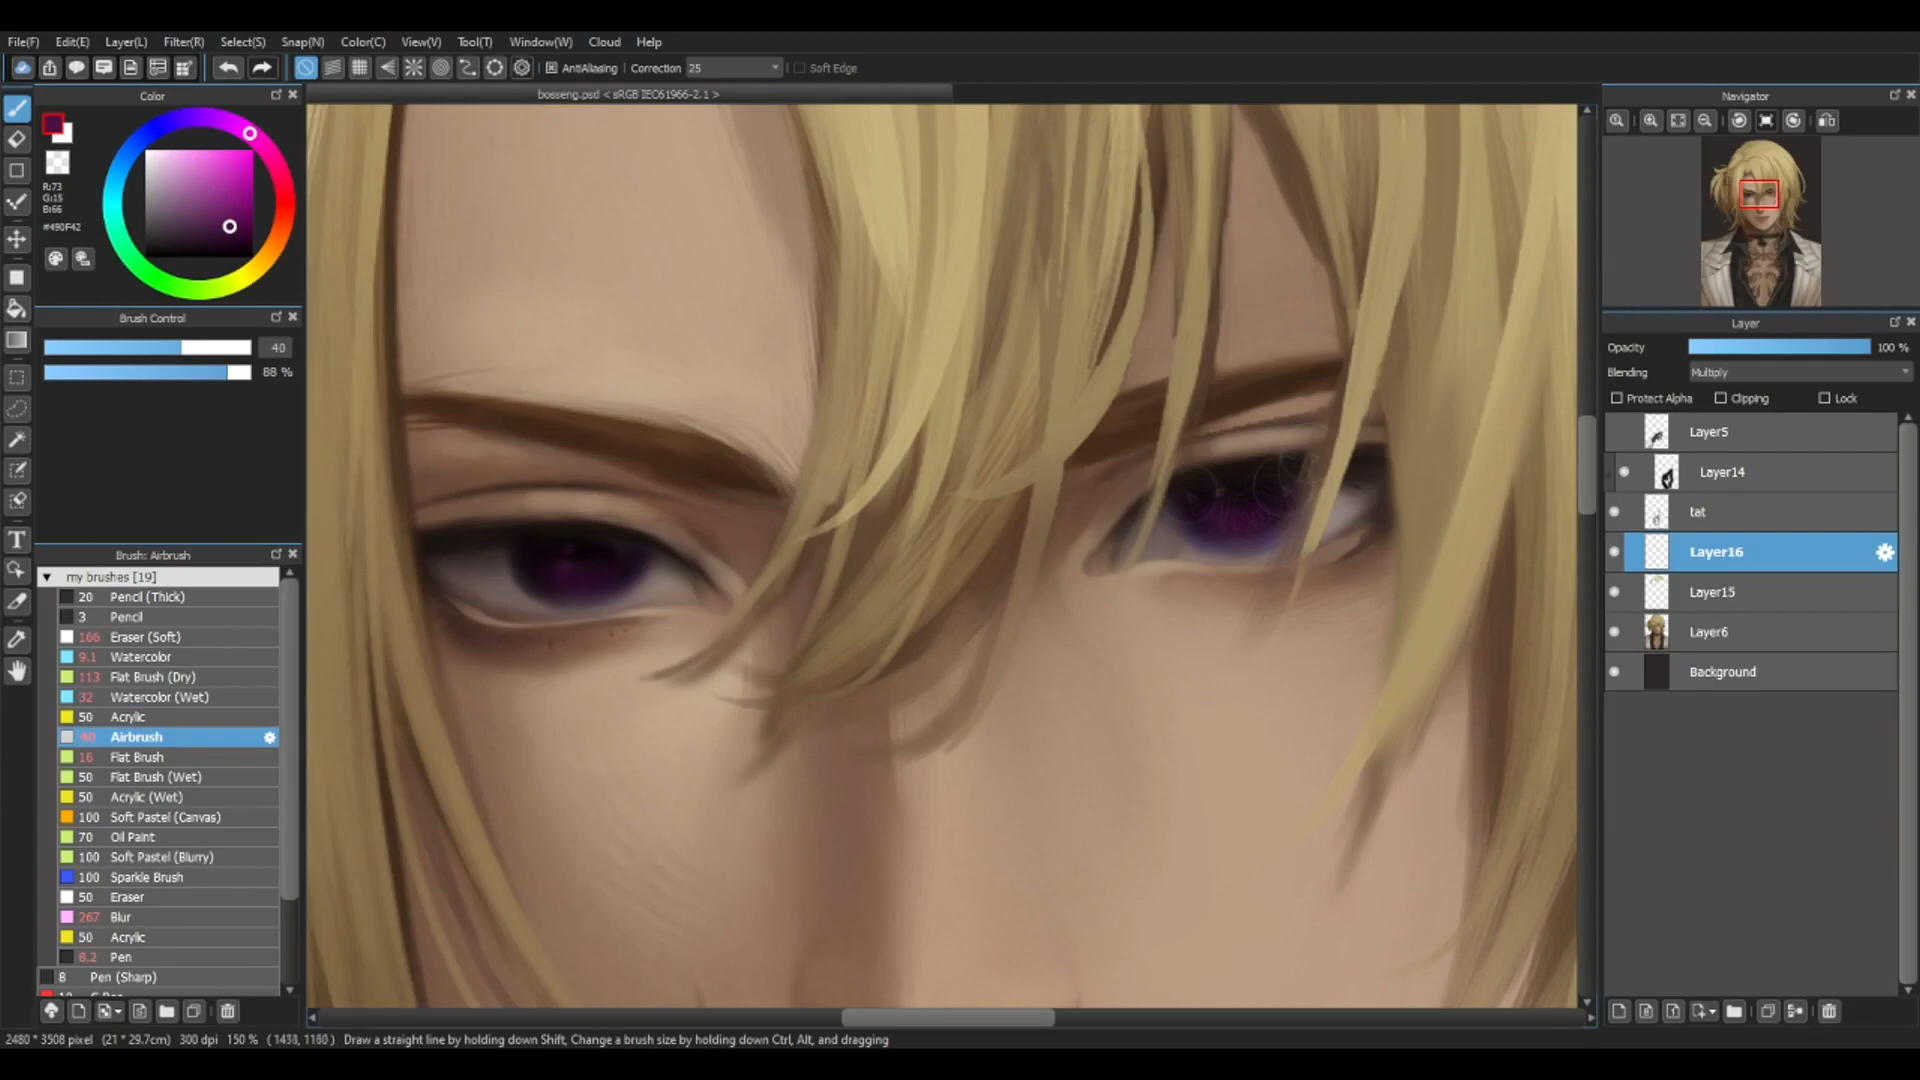 File(F) Edit(E) Layer(L) Filter(R) Select(S) Snap(N) Color(C) View(V) Tool(T) Window(W) Cloud Help
AntiAliasing Correction 25 Soft Edge
Color
bosseng.psd < sRGB IEC61966-2.1 >
Navigator
R:73
G:15
B:66
#490F42
Brush Control
40
88 %
Layer
Opacity 100 %
Blending Multiply
Protect Alpha Clipping Lock
Layer5
Layer14
tat
Layer16
Layer15
Layer6
Background
Brush: Airbrush
my brushes [19]
20 Pencil (Thick)
3 Pencil
166 Eraser (Soft)
9.1 Watercolor
113 Flat Brush (Dry)
32 Watercolor (Wet)
50 Acrylic
40 Airbrush
16 Flat Brush
50 Flat Brush (Wet)
50 Acrylic (Wet)
100 Soft Pastel (Canvas)
70 Oil Paint
100 Soft Pastel (Blurry)
100 Sparkle Brush
50 Eraser
267 Blur
50 Acrylic
8.2 Pen
8 Pen (Sharp)
2480 * 3508 pixel (21 * 29.7cm) 300 dpi 150 % ( 1438, 1180 ) Draw a straight line by holding down Shift, Change a brush size by holding down Ctrl, Alt, and dragging